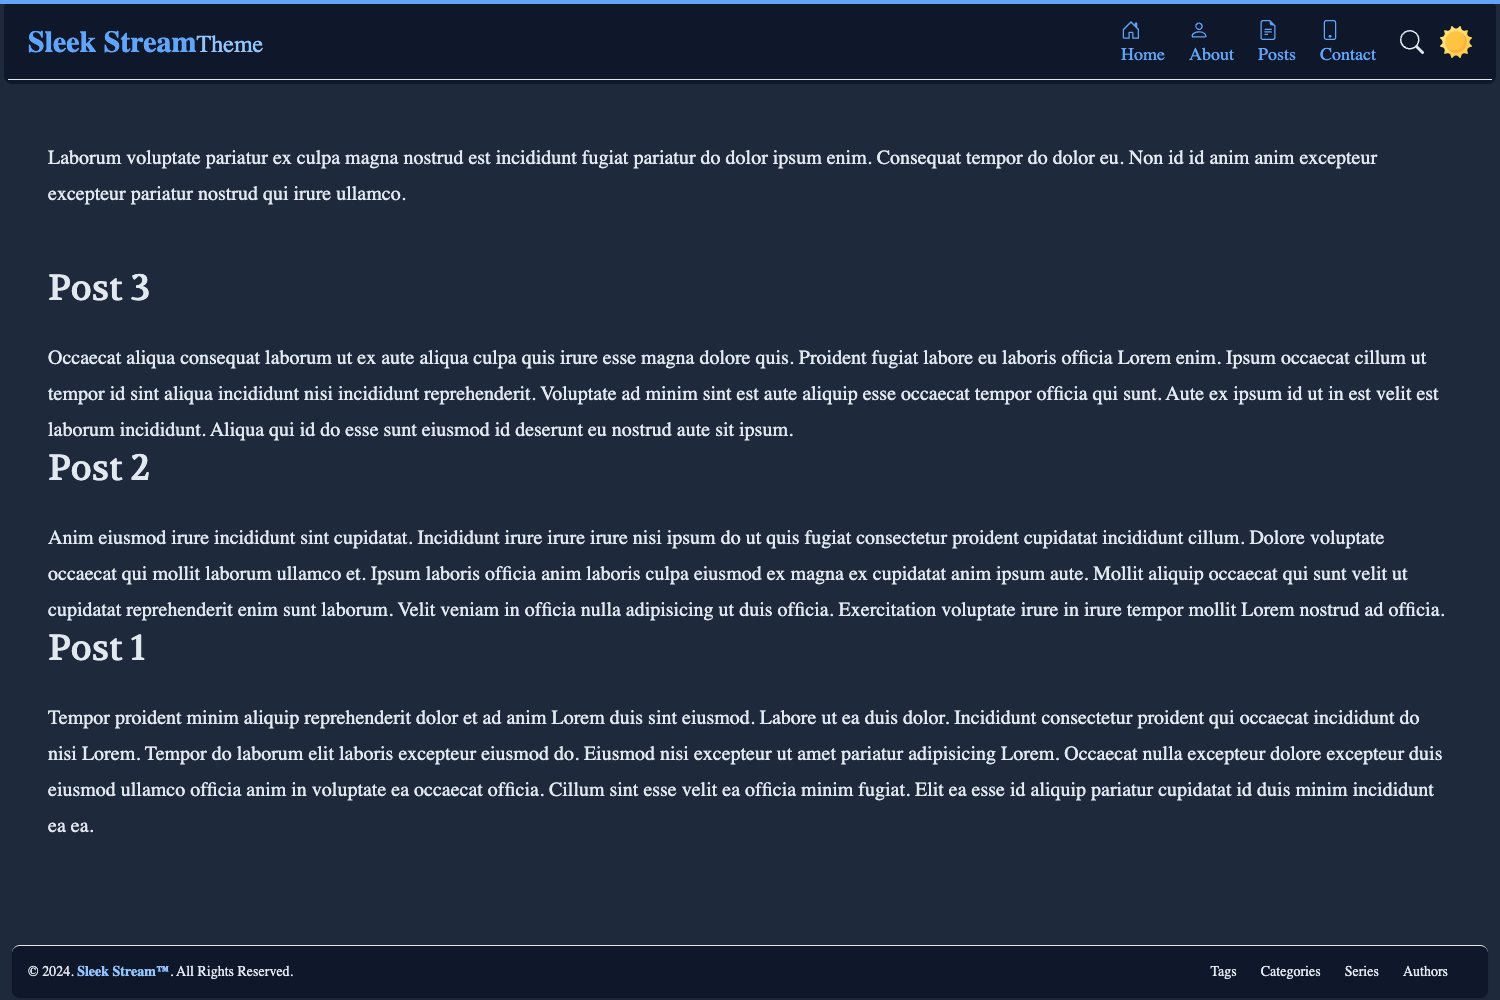 Sleek StreamTheme
Home About Posts Contact
Laborum voluptate pariatur ex culpa magna nostrud est incididunt fugiat pariatur do dolor ipsum enim. Consequat tempor do dolor eu. Non id id anim anim excepteur
excepteur pariatur nostrud qui irure ullamco.
Post 3
Occaecat aliqua consequat laborum ut ex aute aliqua culpa quis irure esse magna dolore quis. Proident fugiat labore eu laboris officia Lorem enim. Ipsum occaecat cillum ut
tempor id sint aliqua incididunt nisi incididunt reprehenderit. Voluptate ad minim sint est aute aliquip esse occaecat tempor officia qui sunt. Aute ex ipsum id ut in est velit est
laborum incididunt. Aliqua qui id do esse sunt eiusmod id deserunt eu nostrud aute sit ipsum.
Post 2
Anim eiusmod irure incididunt sint cupidatat. Incididunt irure irure irure nisi ipsum do ut quis fugiat consectetur proident cupidatat incididunt cillum. Dolore voluptate
occaecat qui mollit laborum ullamco et. Ipsum laboris officia anim laboris culpa eiusmod ex magna ex cupidatat anim ipsum aute. Mollit aliquip occaecat qui sunt velit ut
cupidatat reprehenderit enim sunt laborum. Velit veniam in officia nulla adipisicing ut duis officia. Exercitation voluptate irure in irure tempor mollit Lorem nostrud ad officia.
Post 1
Tempor proident minim aliquip reprehenderit dolor et ad anim Lorem duis sint eiusmod. Labore ut ea duis dolor. Incididunt consectetur proident qui occaecat incididunt do
nisi Lorem. Tempor do laborum elit laboris excepteur eiusmod do. Eiusmod nisi excepteur ut amet pariatur adipisicing Lorem. Occaecat nulla excepteur dolore excepteur duis
eiusmod ullamco officia anim in voluptate ea occaecat officia. Cillum sint esse velit ea officia minim fugiat. Elit ea esse id aliquip pariatur cupidatat id duis minim incididunt
ea ea.
© 2024. Sleek Stream™. All Rights Reserved.
Tags Categories Series Authors